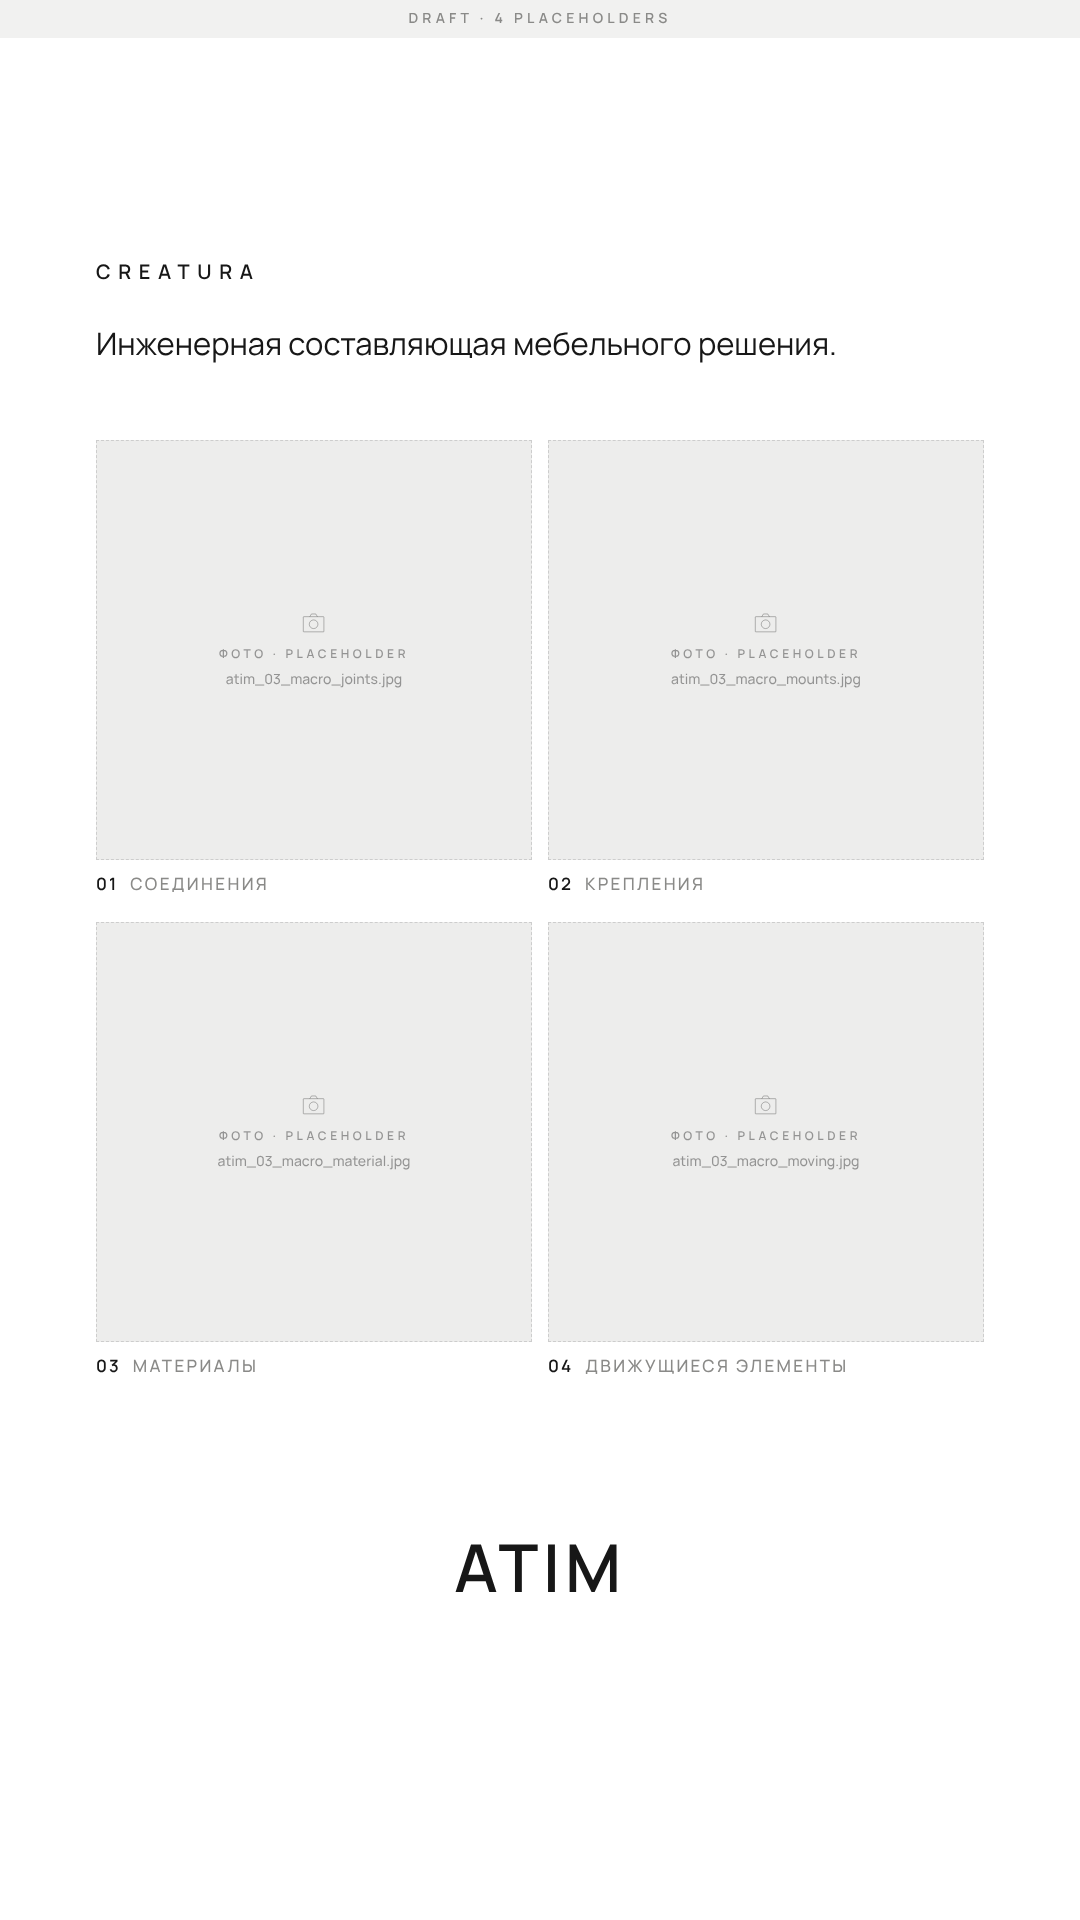 DRAFT · 4 PLACEHOLDERS
CREATURA
Инженерная составляющая мебельного решения.
ФОТО · PLACEHOLDER
atim_03_macro_joints.jpg
01 СОЕДИНЕНИЯ
ФОТО · PLACEHOLDER
atim_03_macro_mounts.jpg
02 КРЕПЛЕНИЯ
ФОТО · PLACEHOLDER
atim_03_macro_material.jpg
03 МАТЕРИАЛЫ
ФОТО · PLACEHOLDER
atim_03_macro_moving.jpg
04 ДВИЖУЩИЕСЯ ЭЛЕМЕНТЫ
ATIM